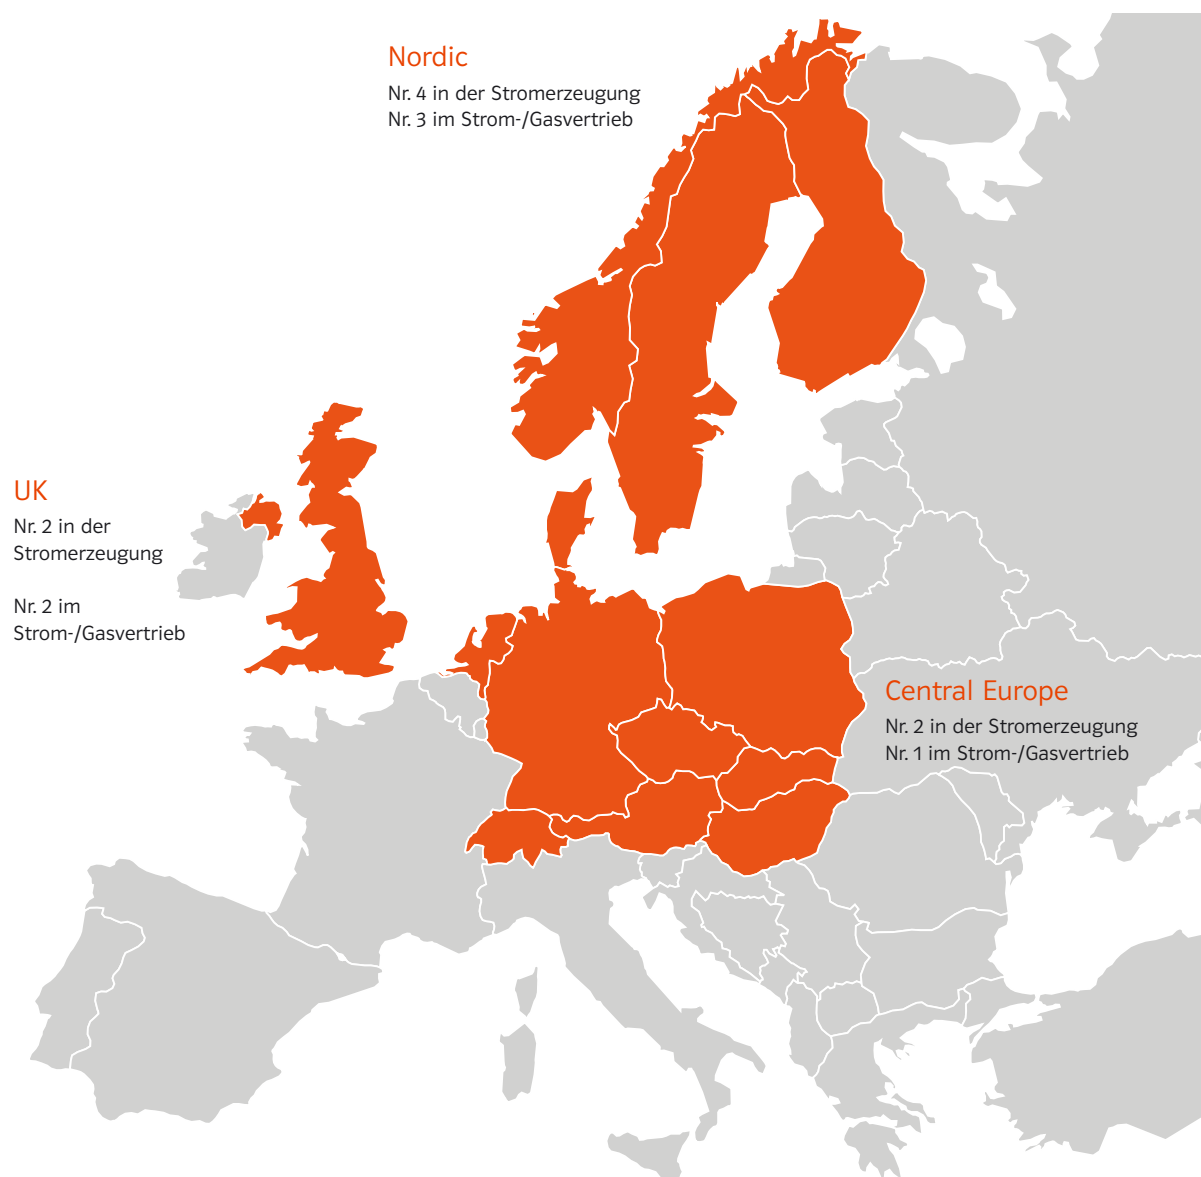 Nordic
Nr. 4 in der Stromerzeugung
Nr. 3 im Strom-/Gasvertrieb
UK
Nr. 2 in der
Stromerzeugung
Nr. 2 im
Strom-/Gasvertrieb
Central Europe
Nr. 2 in der Stromerzeugung
Nr. 1 im Strom-/Gasvertrieb